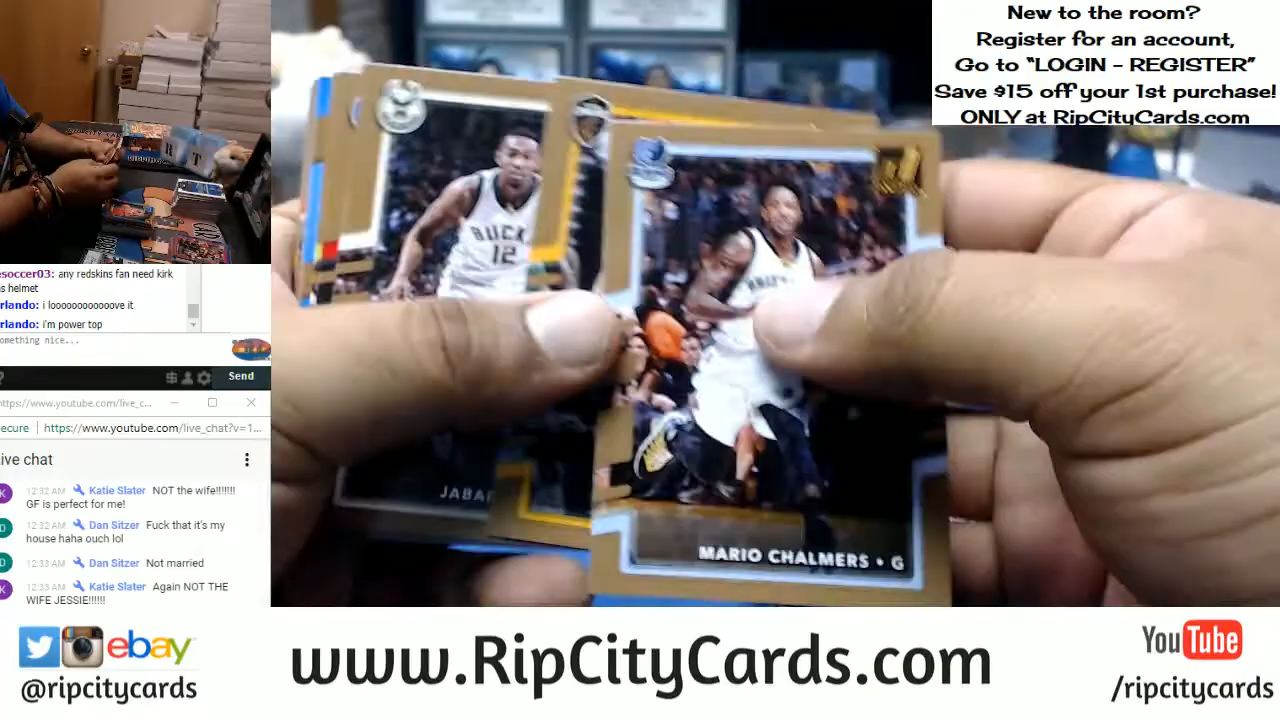 New to the room?
Register for an account,
Go to “LOGIN - REGISTER”
Save $15 off your 1st purchase!
ONLY at RipCityCards.com
BUCK
12
JABAR
MARIO CHALMERS • G
esoccer03: any redskins fan need kirk
s helmet
rlando: i looooooooooove it
rlando: i'm power top
omething nice...
Send
https://www.youtube.com/live_c...
ecure
https://www.youtube.com/live_chat?v=1...
ive chat
12:32 AM Katie Slater NOT the wife!!!!!!!
GF is perfect for me!
12:32 AM Dan Sitzer Fuck that it's my
house haha ouch lol
12:33 AM Dan Sitzer Not married
12:33 AM Katie Slater Again NOT THE
WIFE JESSIE!!!!!!
ebay
@ripcitycards
www.RipCityCards.com
YouTube
/ripcitycards